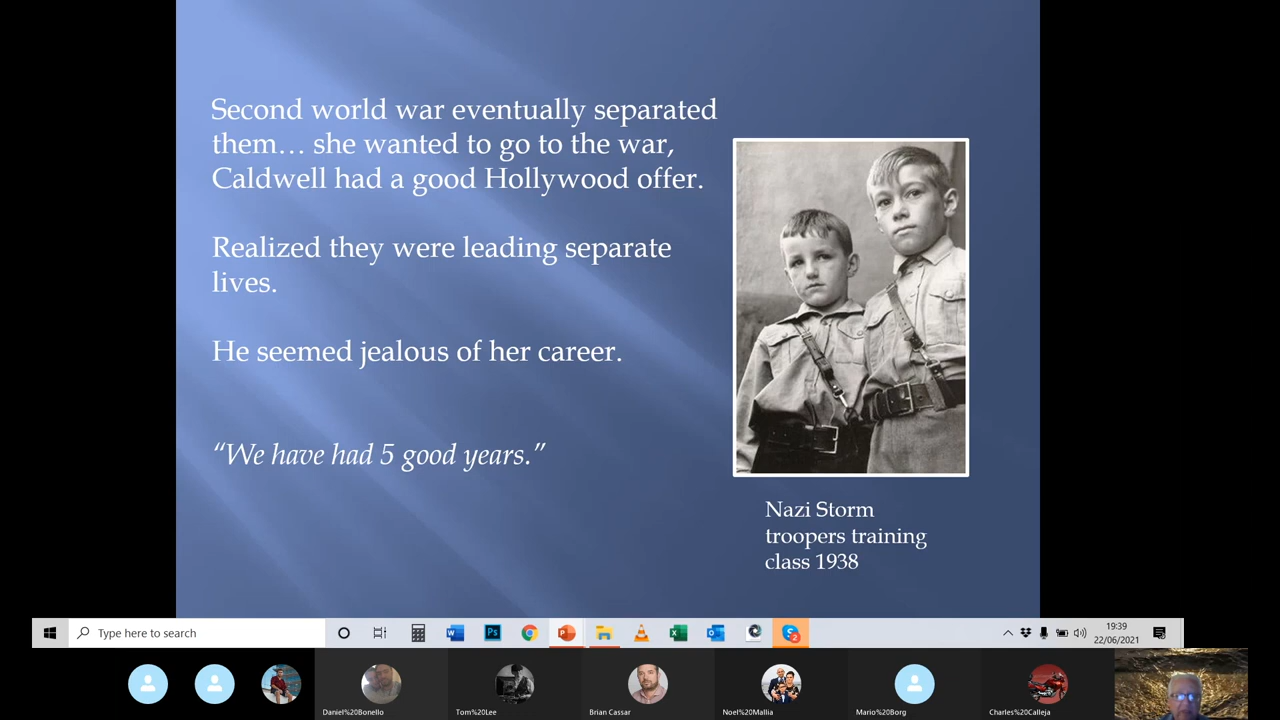 Second world war eventually separated
them… she wanted to go to the war,
Caldwell had a good Hollywood offer.
Realized they were leading separate
lives.
He seemed jealous of her career.
“We have had 5 good years.”
Nazi Storm
troopers training
class 1938
Type here to search
19:39
22/06/2021
Daniel%20Bonello
Tom%20Lee
Brian Cassar
Noel%20Mallia
Mario%20Borg
Charles%20Calleja